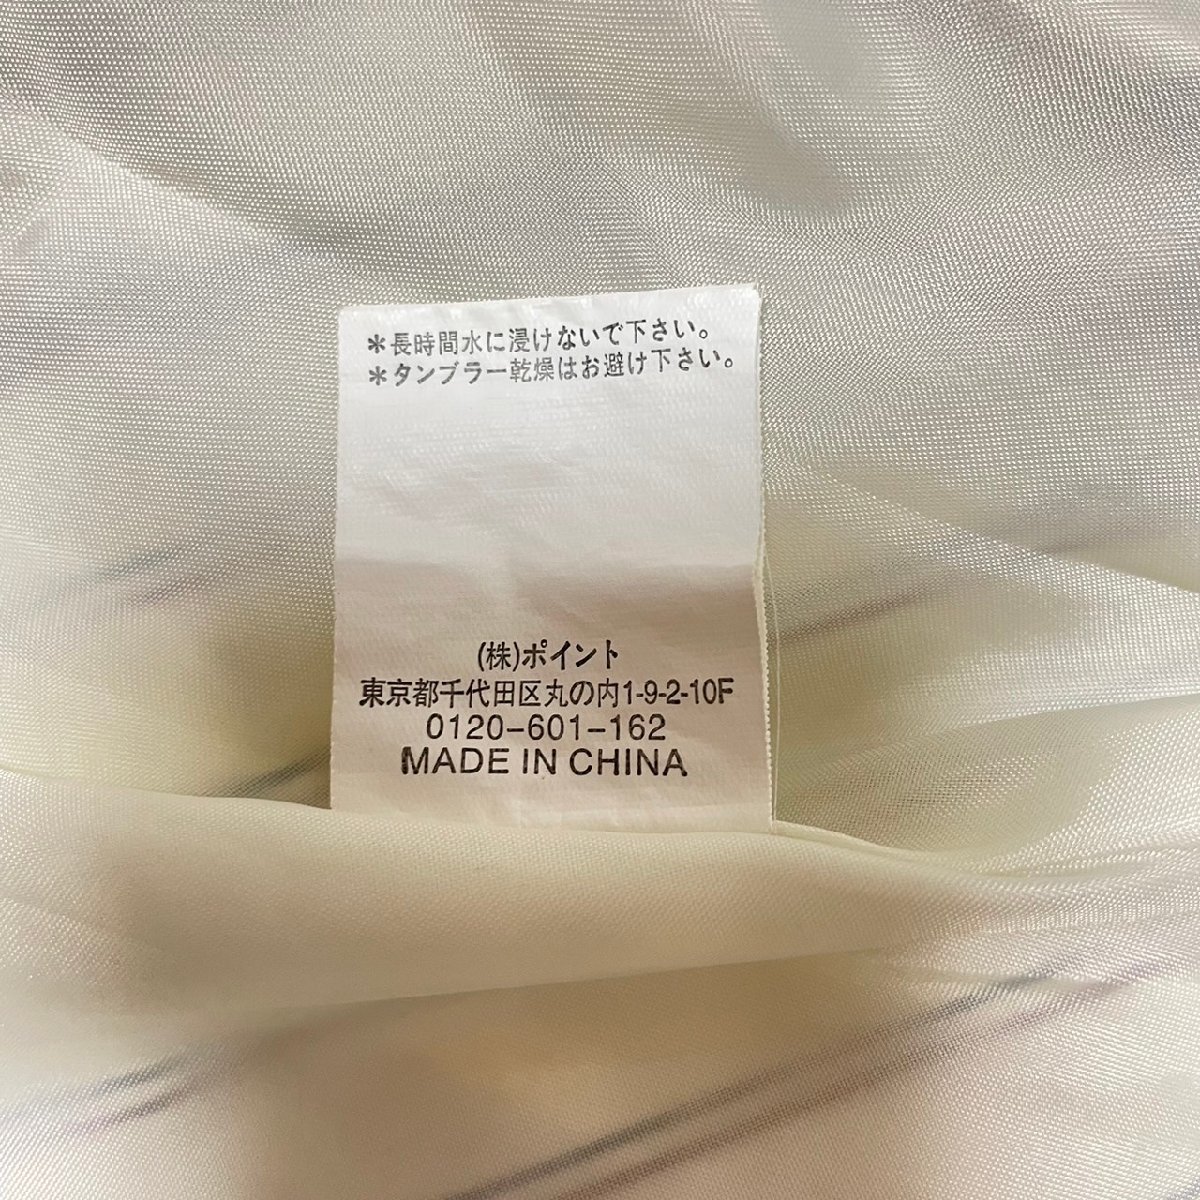 ＊長時間水に浸けないで下さい。
＊タンブラー乾燥はお避け下さい。
(株)ポイント
東京都千代田区丸の内1-9-2-10F
0120-601-162
MADE IN CHINA